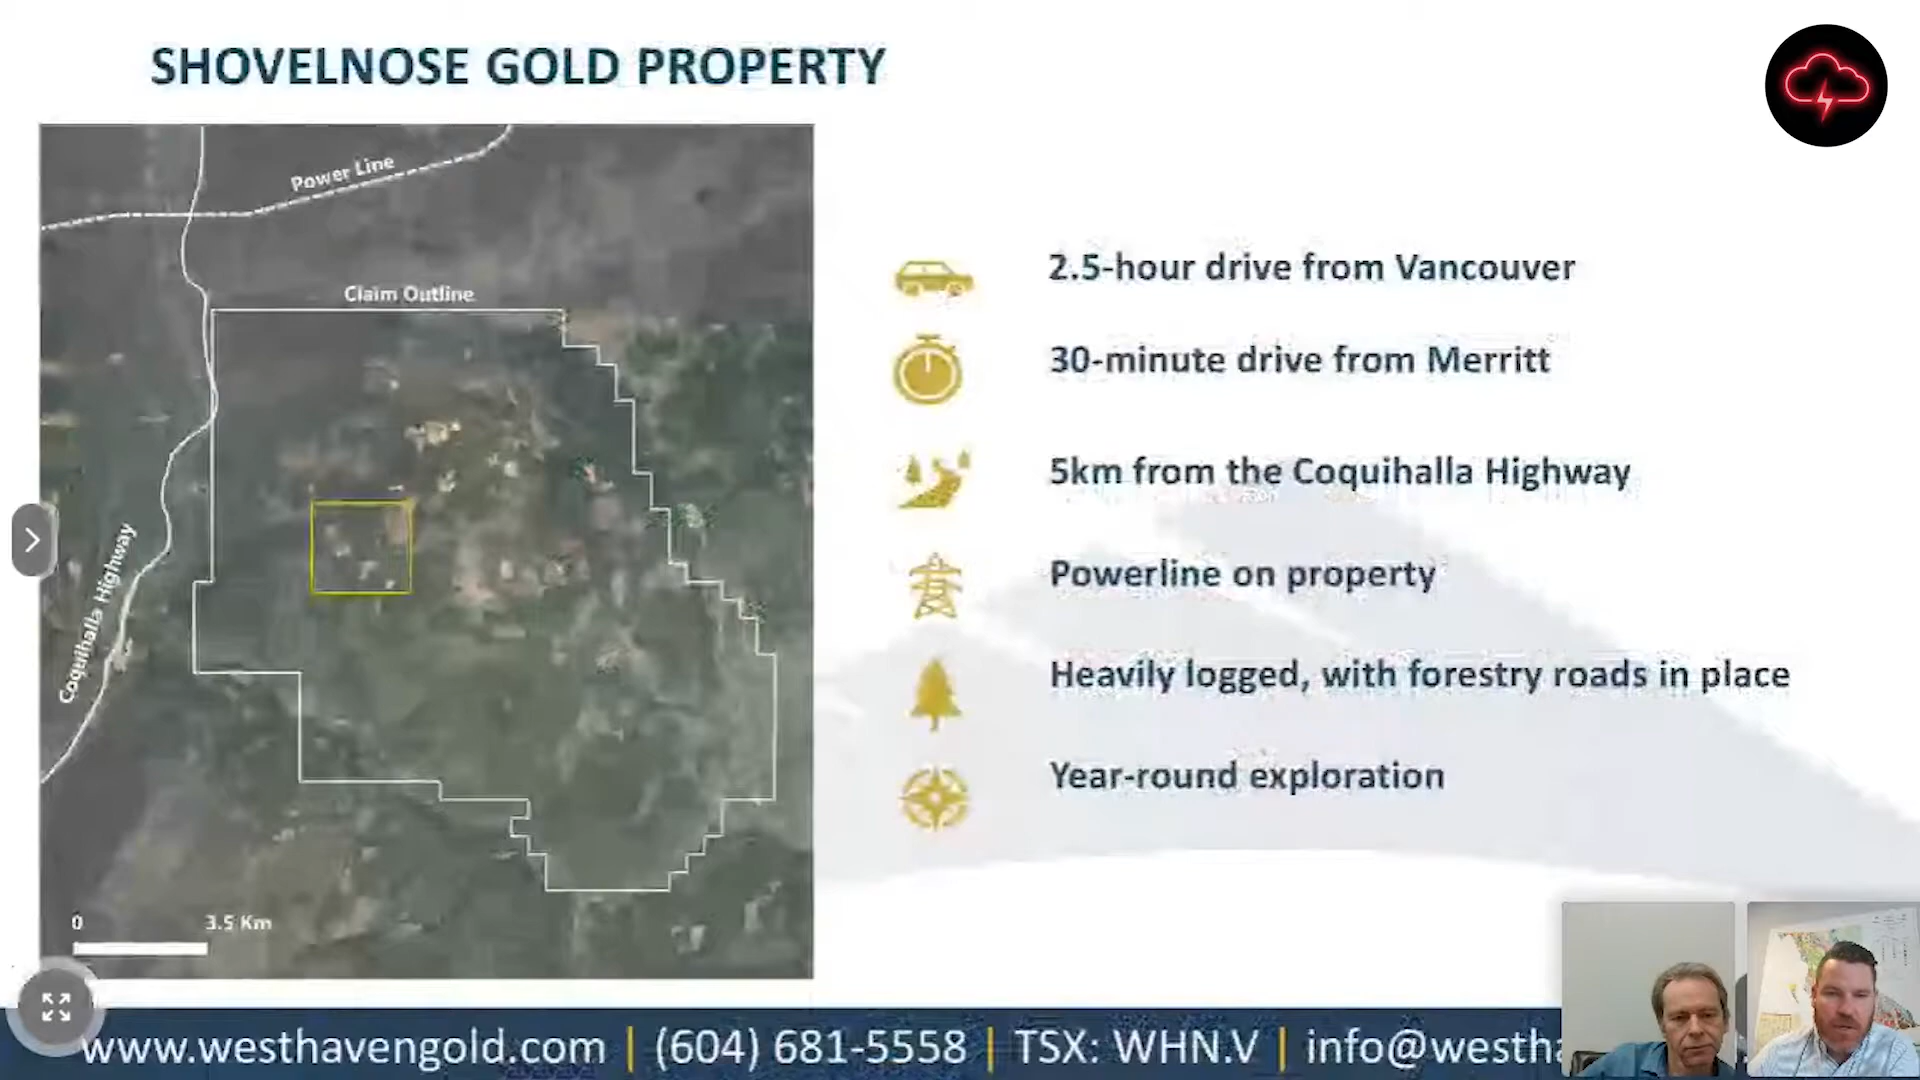 SHOVELNOSE GOLD PROPERTY
Power Line
Claim Outline
Coquihalla Highway
0 3.5 Km
2.5-hour drive from Vancouver
30-minute drive from Merritt
5km from the Coquihalla Highway
Powerline on property
Heavily logged, with forestry roads in place
Year-round exploration
www.westhavengold.com | (604) 681-5558 | TSX: WHN.V | info@westha